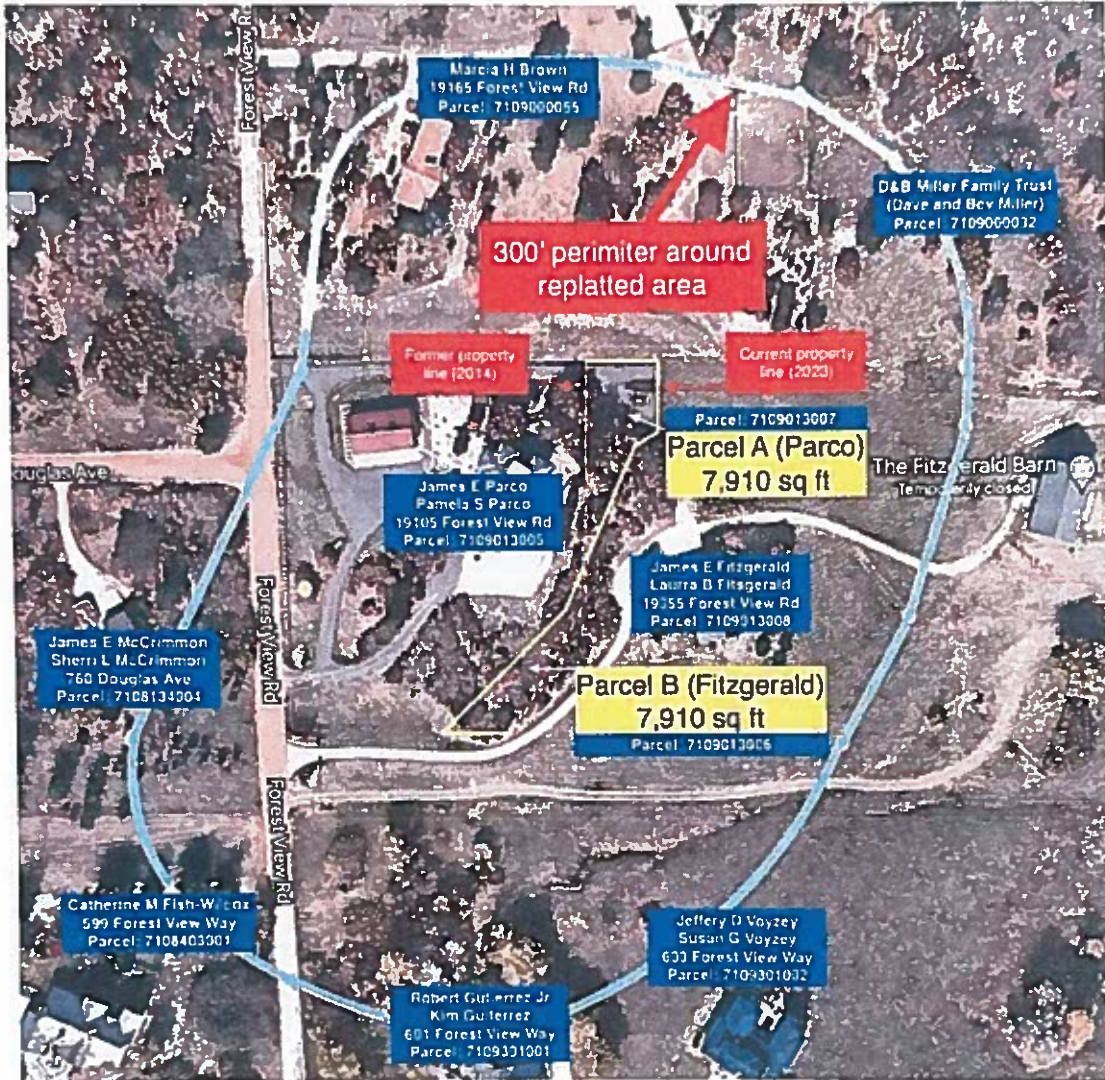 Forest View Rd
Marcia H Brown
19165 Forest View Rd
Parcel: 7109000055
D&B Miller Family Trust
(Dave and Bev Miller)
Parcel: 7109000032
300' perimiter around
replatted area
Former property
line (2014)
Current property
line (2023)
Parcel: 7109013007
Parcel A (Parco)
7,910 sq ft
The Fitzgerald Barn
Temporarily closed
ouglas Ave
James E Parco
Pamela S Parco
19105 Forest View Rd
Parcel: 7109013005
James E Fitzgerald
Laurra B Fitsgerald
19055 Forest View Rd
Parcel: 7109013008
Forest View Rd
James E McCrimmon
Sherri L McCrimmon
760 Douglas Ave
Parcel: 7108134004
Parcel B (Fitzgerald)
7,910 sq ft
Parcel: 7109013006
Forest View Rd
Catherine M Fish-Wilcox
599 Forest View Way
Parcel: 7108403001
Jeffery D Voyzey
Susan G Voyzey
633 Forest View Way
Parcel: 7109301002
Robert Gutierrez Jr
Kim Gutierrez
601 Forest View Way
Parcel: 7109301001